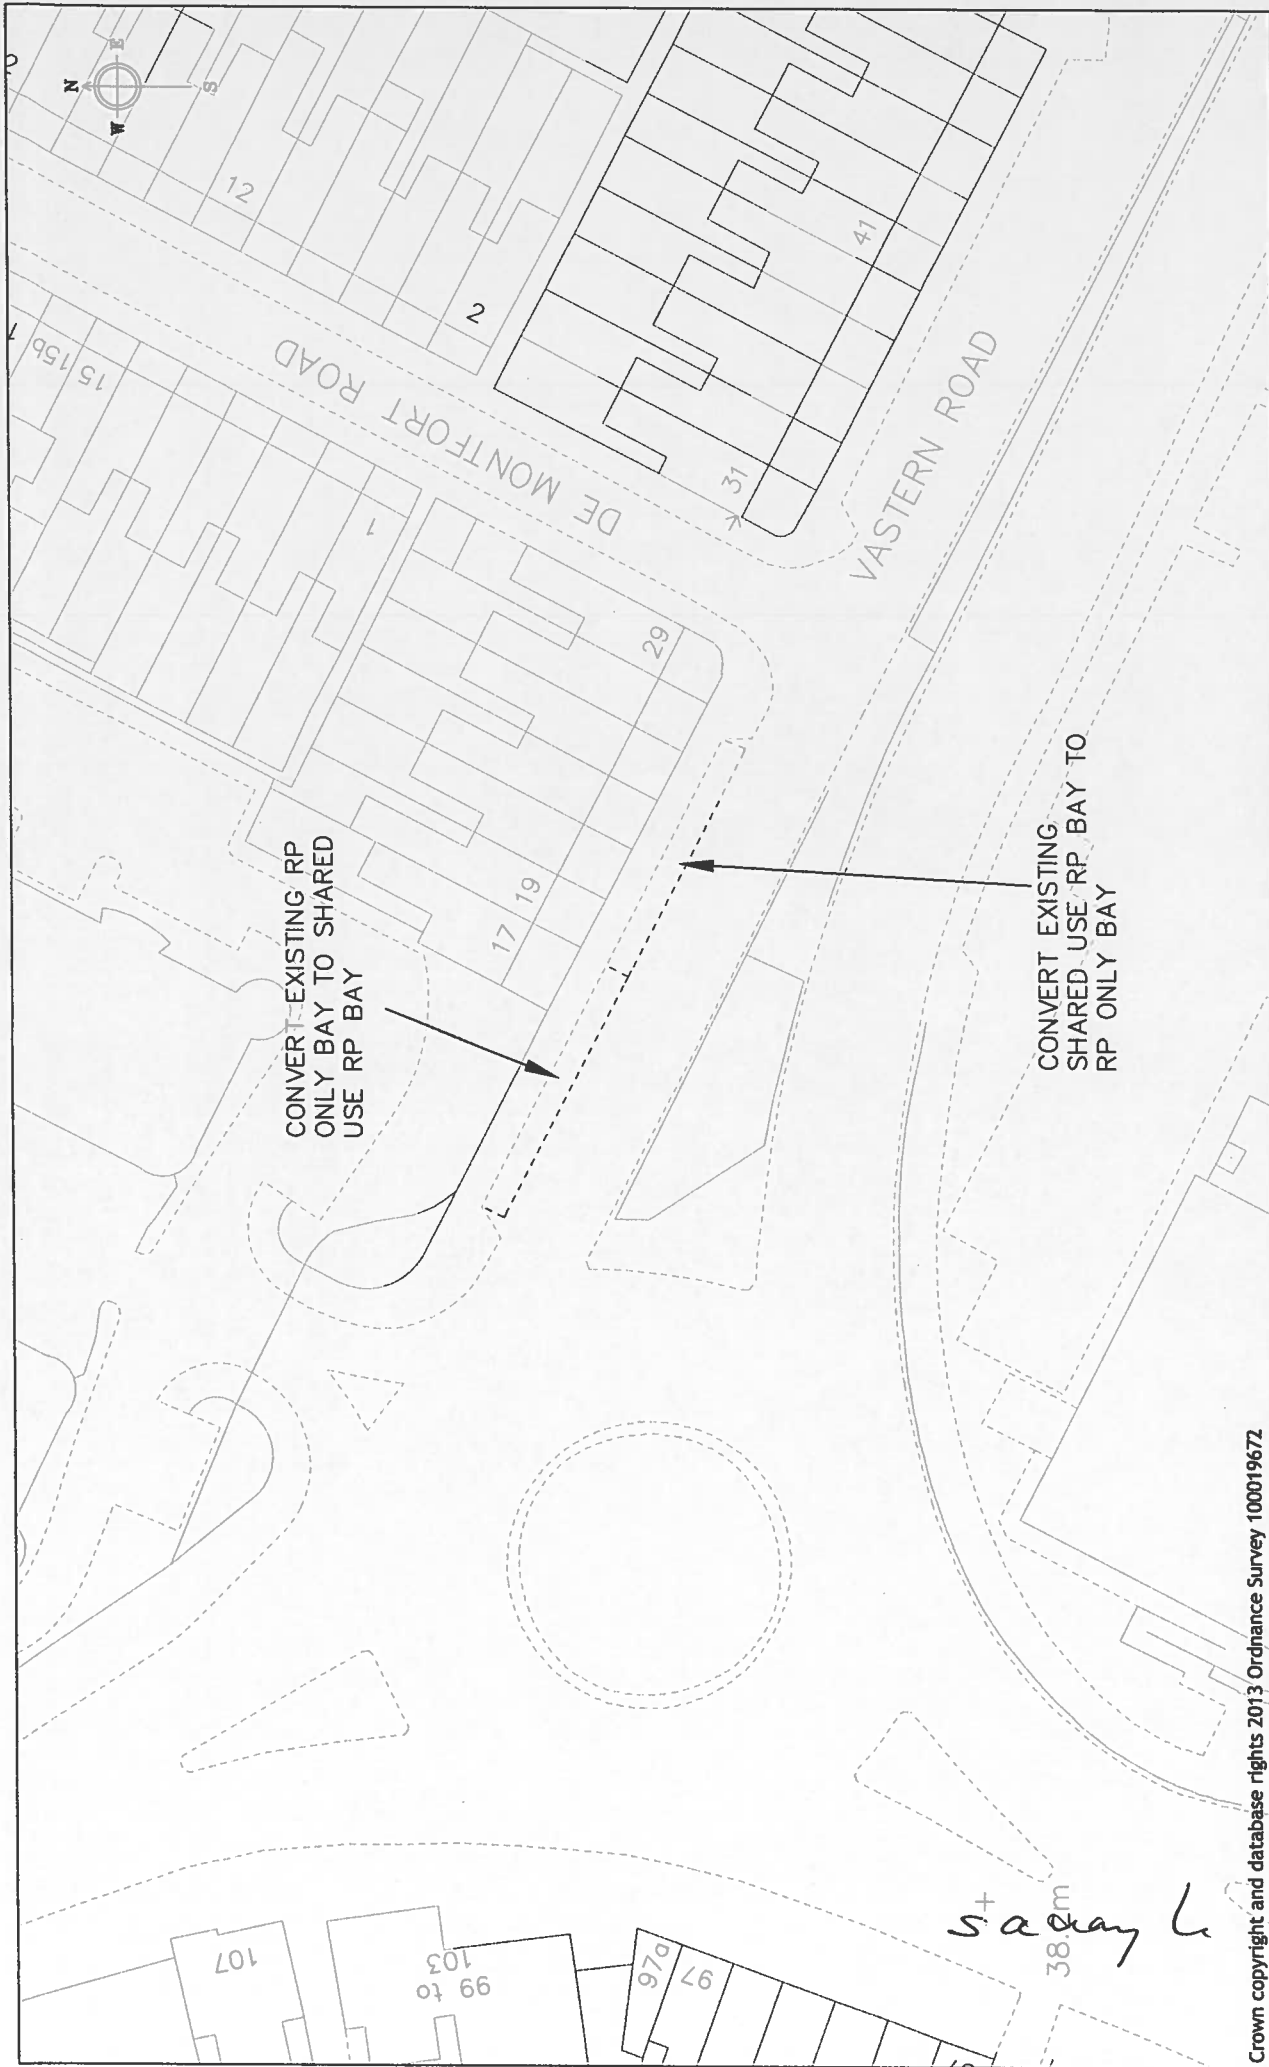 N
E
W
S
12
2
15 15b
1
DE MONTFORT ROAD
41
31
VASTERN ROAD
29
19
17
CONVERT EXISTING RP
ONLY BAY TO SHARED
USE RP BAY
CONVERT EXISTING
SHARED USE RP BAY TO
RP ONLY BAY
107
99 to
103
97a
97
Crown copyright and database rights 2013 Ordnance Survey 100019672